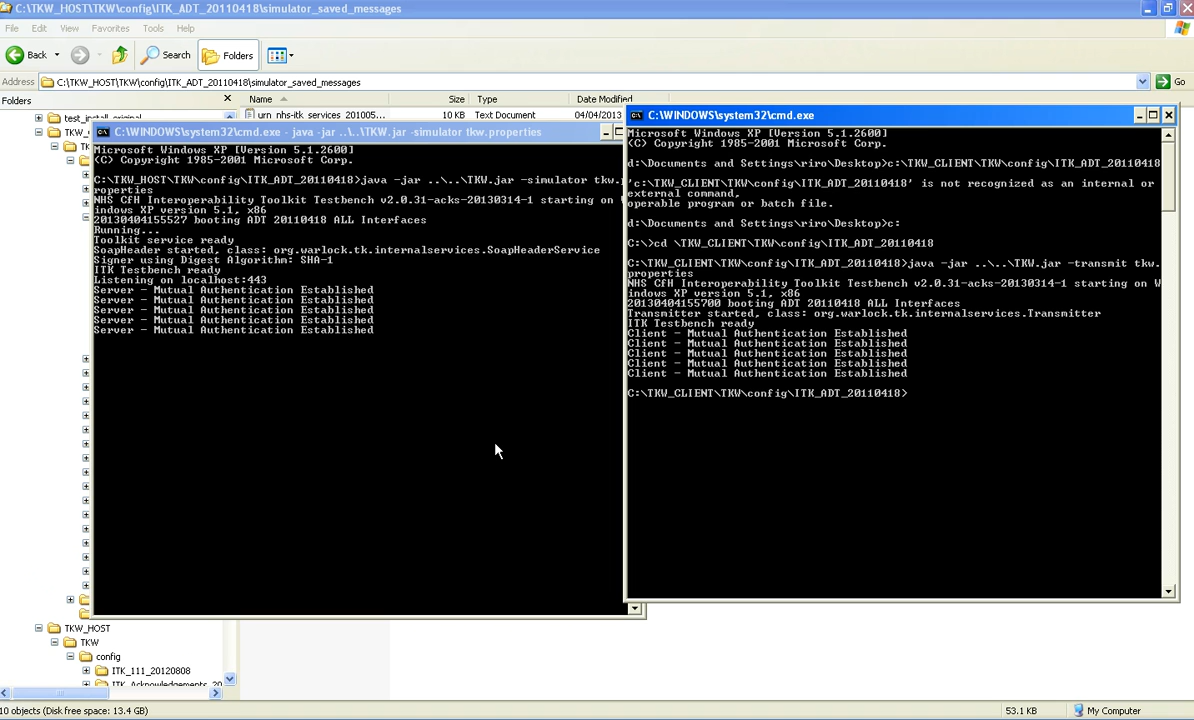 C:\TKW_HOST\TKW\config\ITK_ADT_20110418\simulator_saved_messages
File Edit View Favorites Tools Help
Back Search Folders
Address C:\TKW_HOST\TKW\config\ITK_ADT_20110418\simulator_saved_messages Go
Folders
Name Size Type Date Modified
test_install_original
urn_nhs-itk_services_201005... 10 KB Text Document 04/04/2013
C:\WINDOWS\system32\cmd.exe - java -jar ..\..\TKW.jar -simulator tkw.properties
Microsoft Windows XP [Version 5.1.2600]
(C) Copyright 1985-2001 Microsoft Corp.
C:\TKW_HOST\TKW\config\ITK_ADT_20110418>java -jar ..\..\TKW.jar -simulator tkw.p
roperties
NHS CfH Interoperability Toolkit Testbench v2.0.31-acks-20130314-1 starting on W
indows XP version 5.1, x86
20130404155527 booting ADT 20110418 ALL Interfaces
Running...
Toolkit service ready
SoapHeader started, class: org.warlock.tk.internalservices.SoapHeaderService
Signer using Digest Algorithm: SHA-1
ITK Testbench ready
Listening on localhost:443
Server - Mutual Authentication Established
Server - Mutual Authentication Established
Server - Mutual Authentication Established
Server - Mutual Authentication Established
Server - Mutual Authentication Established
C:\WINDOWS\system32\cmd.exe
Microsoft Windows XP [Version 5.1.2600]
(C) Copyright 1985-2001 Microsoft Corp.
d:\Documents and Settings\riro\Desktop>c:\TKW_CLIENT\TKW\config\ITK_ADT_20110418
'c:\TKW_CLIENT\TKW\config\ITK_ADT_20110418' is not recognized as an internal or
external command,
operable program or batch file.
d:\Documents and Settings\riro\Desktop>c:
C:\>cd \TKW_CLIENT\TKW\config\ITK_ADT_20110418
C:\TKW_CLIENT\TKW\config\ITK_ADT_20110418>java -jar ..\..\TKW.jar -transmit tkw.
properties
NHS CfH Interoperability Toolkit Testbench v2.0.31-acks-20130314-1 starting on W
indows XP version 5.1, x86
20130404155700 booting ADT 20110418 ALL Interfaces
Transmitter started, class: org.warlock.tk.internalservices.Transmitter
ITK Testbench ready
Client - Mutual Authentication Established
Client - Mutual Authentication Established
Client - Mutual Authentication Established
Client - Mutual Authentication Established
Client - Mutual Authentication Established
C:\TKW_CLIENT\TKW\config\ITK_ADT_20110418>
TKW_HOST
TKW
config
ITK_111_20120808
ITK_Acknowledgements_20
10 objects (Disk free space: 13.4 GB) 53.1 KB My Computer